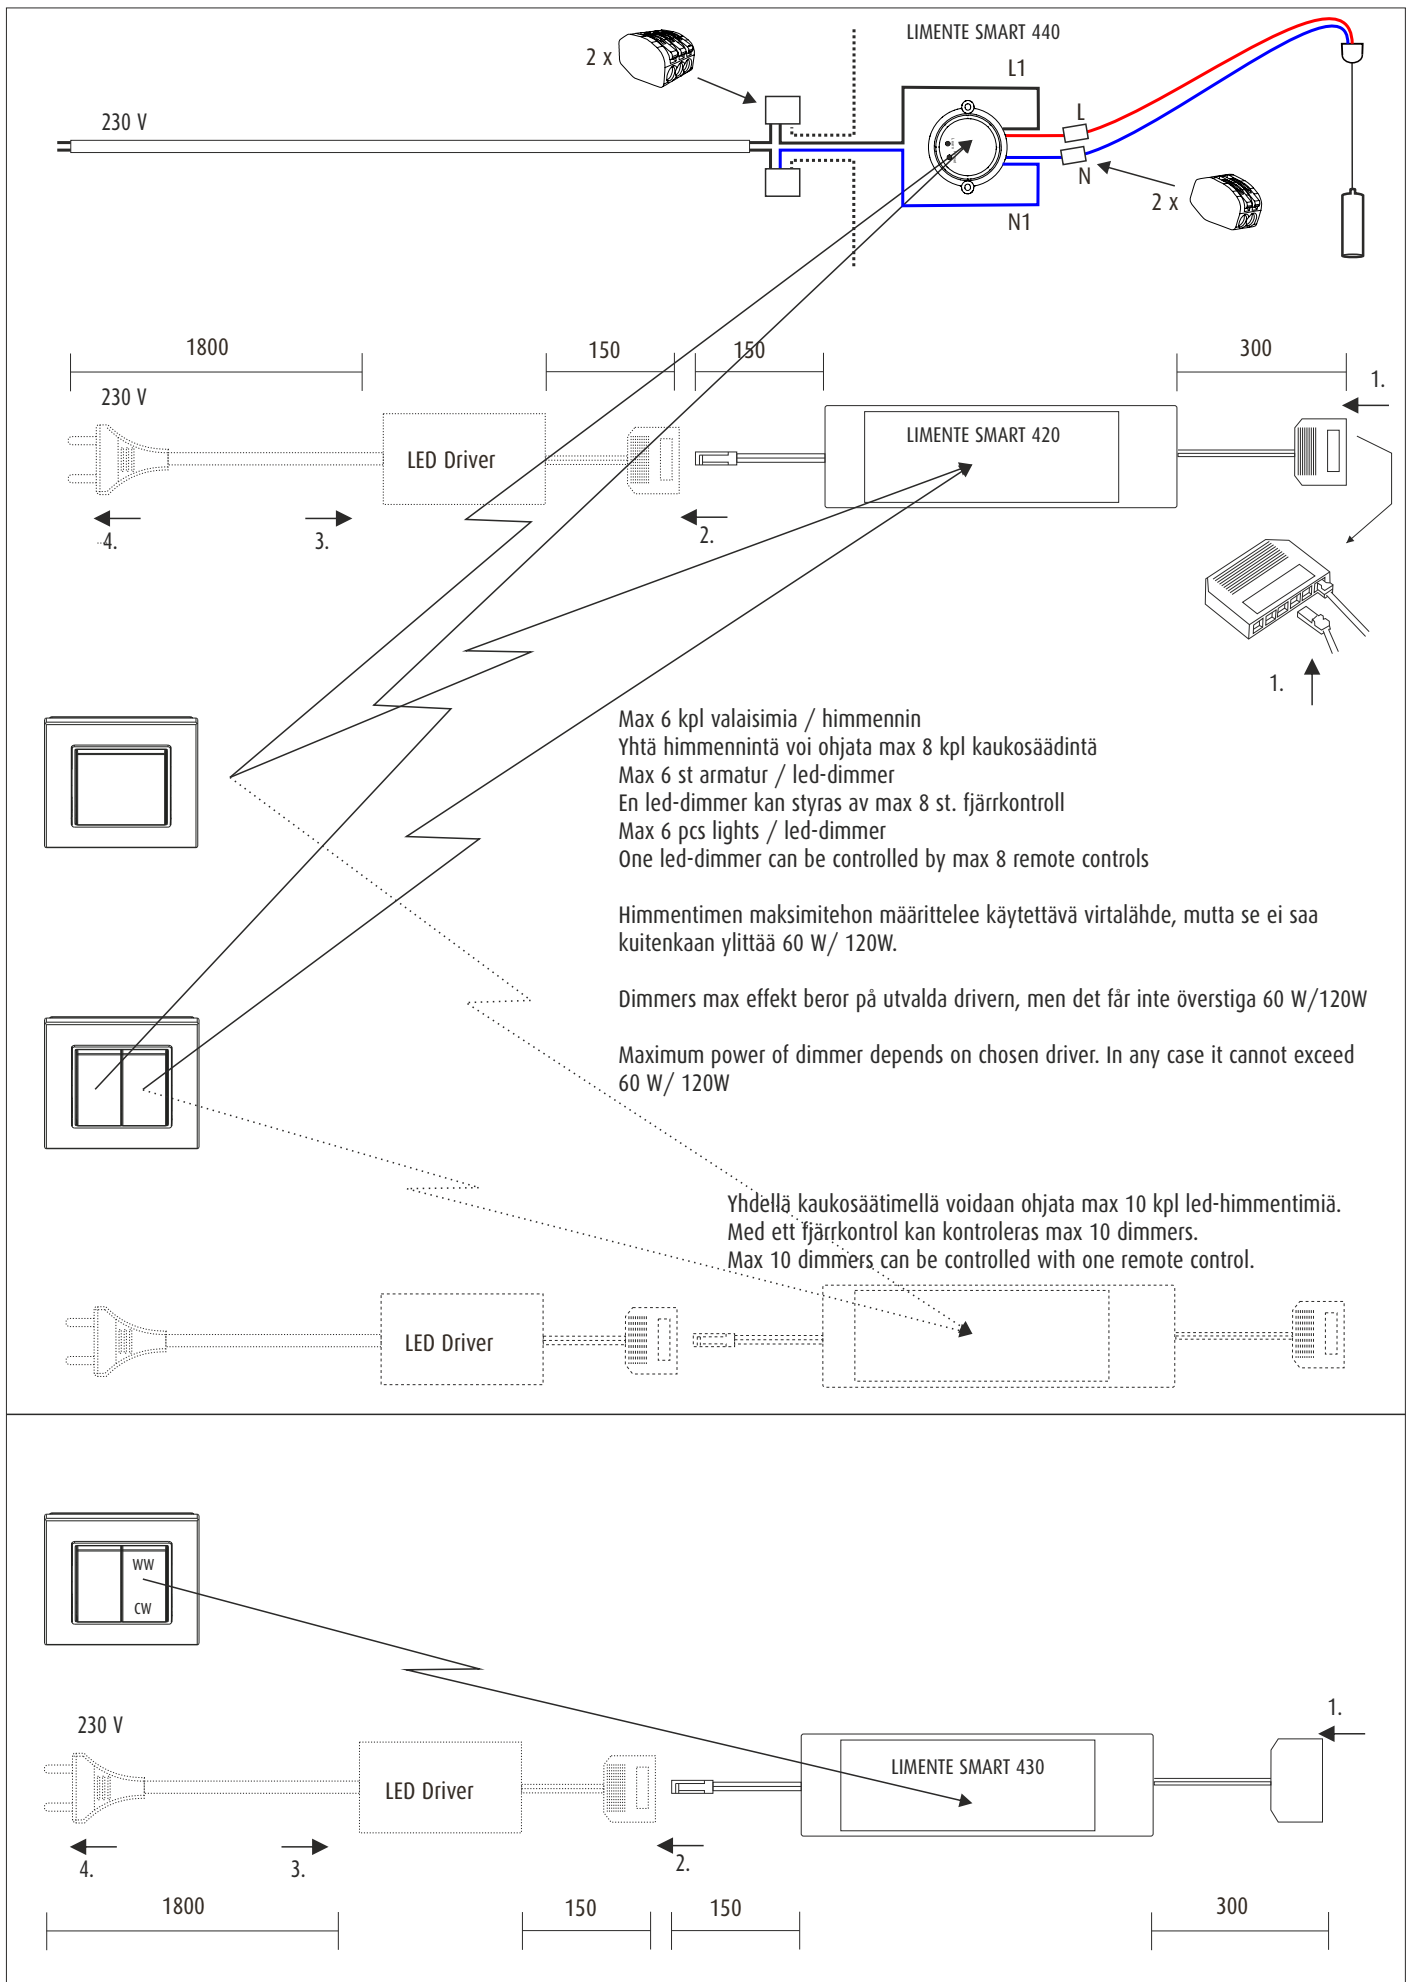 LIMENTE SMART 440
2 x
L1
230 V
L
N
2 x
N1
1800
150
150
300
230 V
1.
LED Driver
LIMENTE SMART 420
4.
3.
2.
1.
Max 6 kpl valaisimia / himmennin
Yhtä himmennintä voi ohjata max 8 kpl kaukosäädintä
Max 6 st armatur / led-dimmer
En led-dimmer kan styras av max 8 st. fjärrkontroll
Max 6 pcs lights / led-dimmer
One led-dimmer can be controlled by max 8 remote controls
Himmentimen maksimitehon määrittelee käytettävä virtalähde, mutta se ei saa
kuitenkaan ylittää 60 W/ 120W.
Dimmers max effekt beror på utvalda drivern, men det får inte överstiga 60 W/120W
Maximum power of dimmer depends on chosen driver. In any case it cannot exceed
60 W/ 120W
Yhdellä kaukosäätimellä voidaan ohjata max 10 kpl led-himmentimiä.
Med ett fjärrkontrol kan kontroleras max 10 dimmers.
Max 10 dimmers can be controlled with one remote control.
LED Driver
WW
CW
230 V
1.
LED Driver
LIMENTE SMART 430
4.
3.
2.
1800
150
150
300